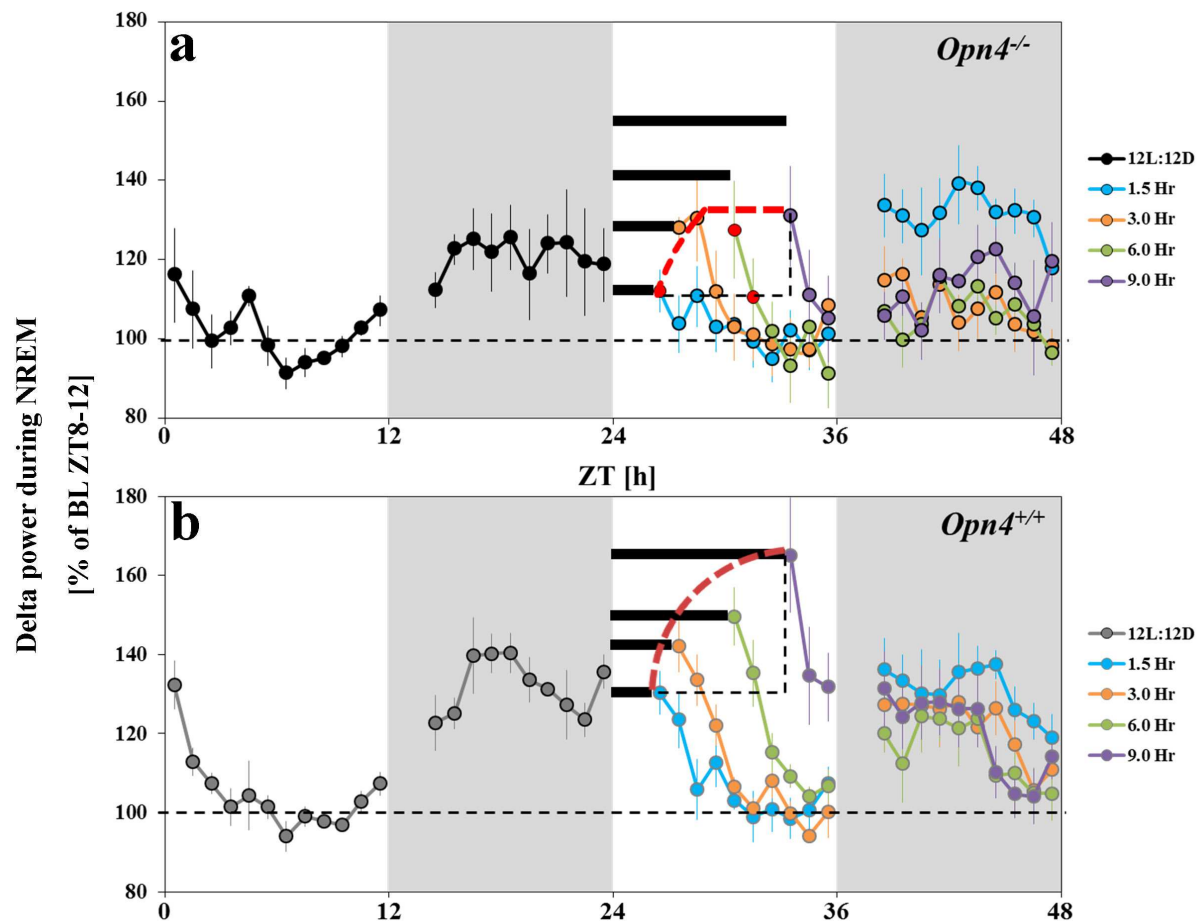 Delta power during NREM
[% of BL ZT8-12]
a
Opn4-/-
180
160
140
120
100
80
0
12
24
36
48
12L:12D
1.5 Hr
3.0 Hr
6.0 Hr
9.0 Hr
ZT [h]
b
Opn4+/+
180
160
140
120
100
80
0
12
24
36
48
12L:12D
1.5 Hr
3.0 Hr
6.0 Hr
9.0 Hr